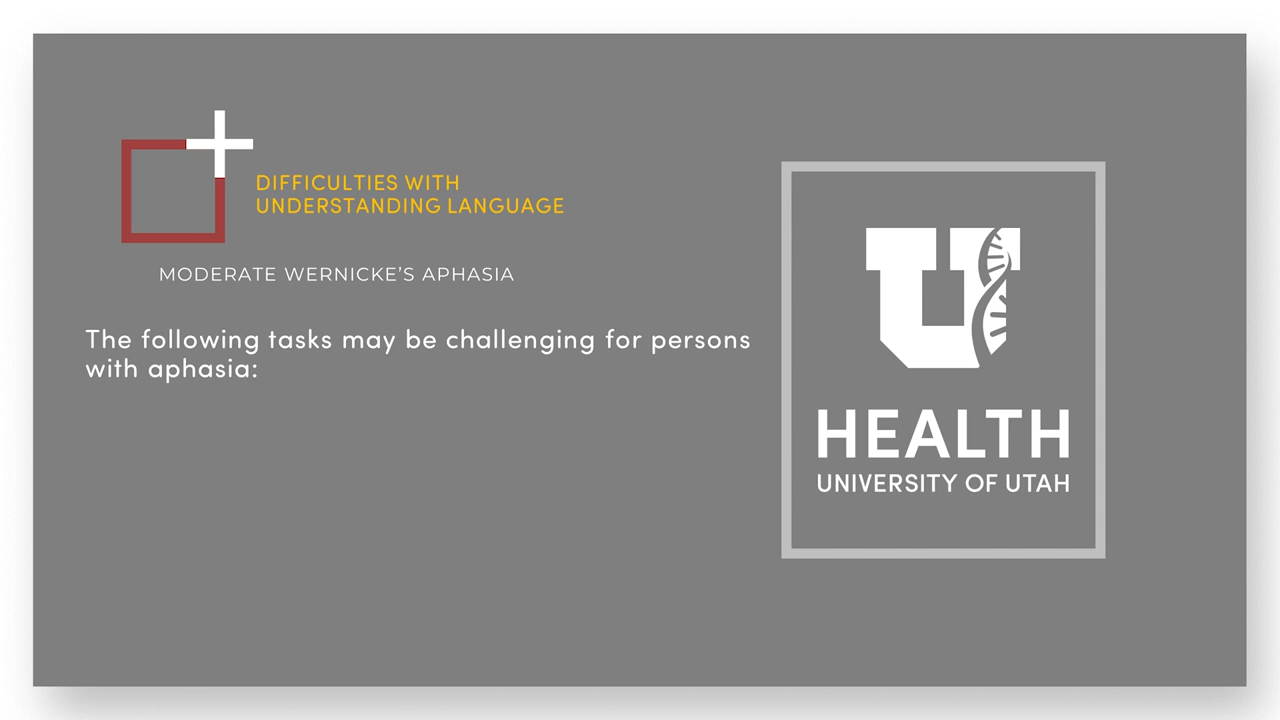 DIFFICULTIES WITH
UNDERSTANDING LANGUAGE
MODERATE WERNICKE’S APHASIA
The following tasks may be challenging for persons
with aphasia:
U
HEALTH
UNIVERSITY OF UTAH